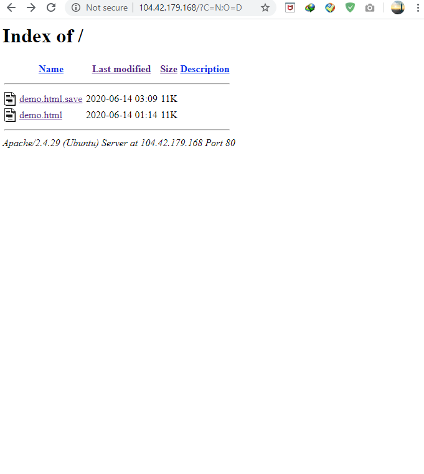 Not secure | 104.42.179.168/?C=N;O=D
Index of /
Name Last modified Size Description
demo.html.save 2020-06-14 03:09 11K
demo.html 2020-06-14 01:14 11K
Apache/2.4.29 (Ubuntu) Server at 104.42.179.168 Port 80